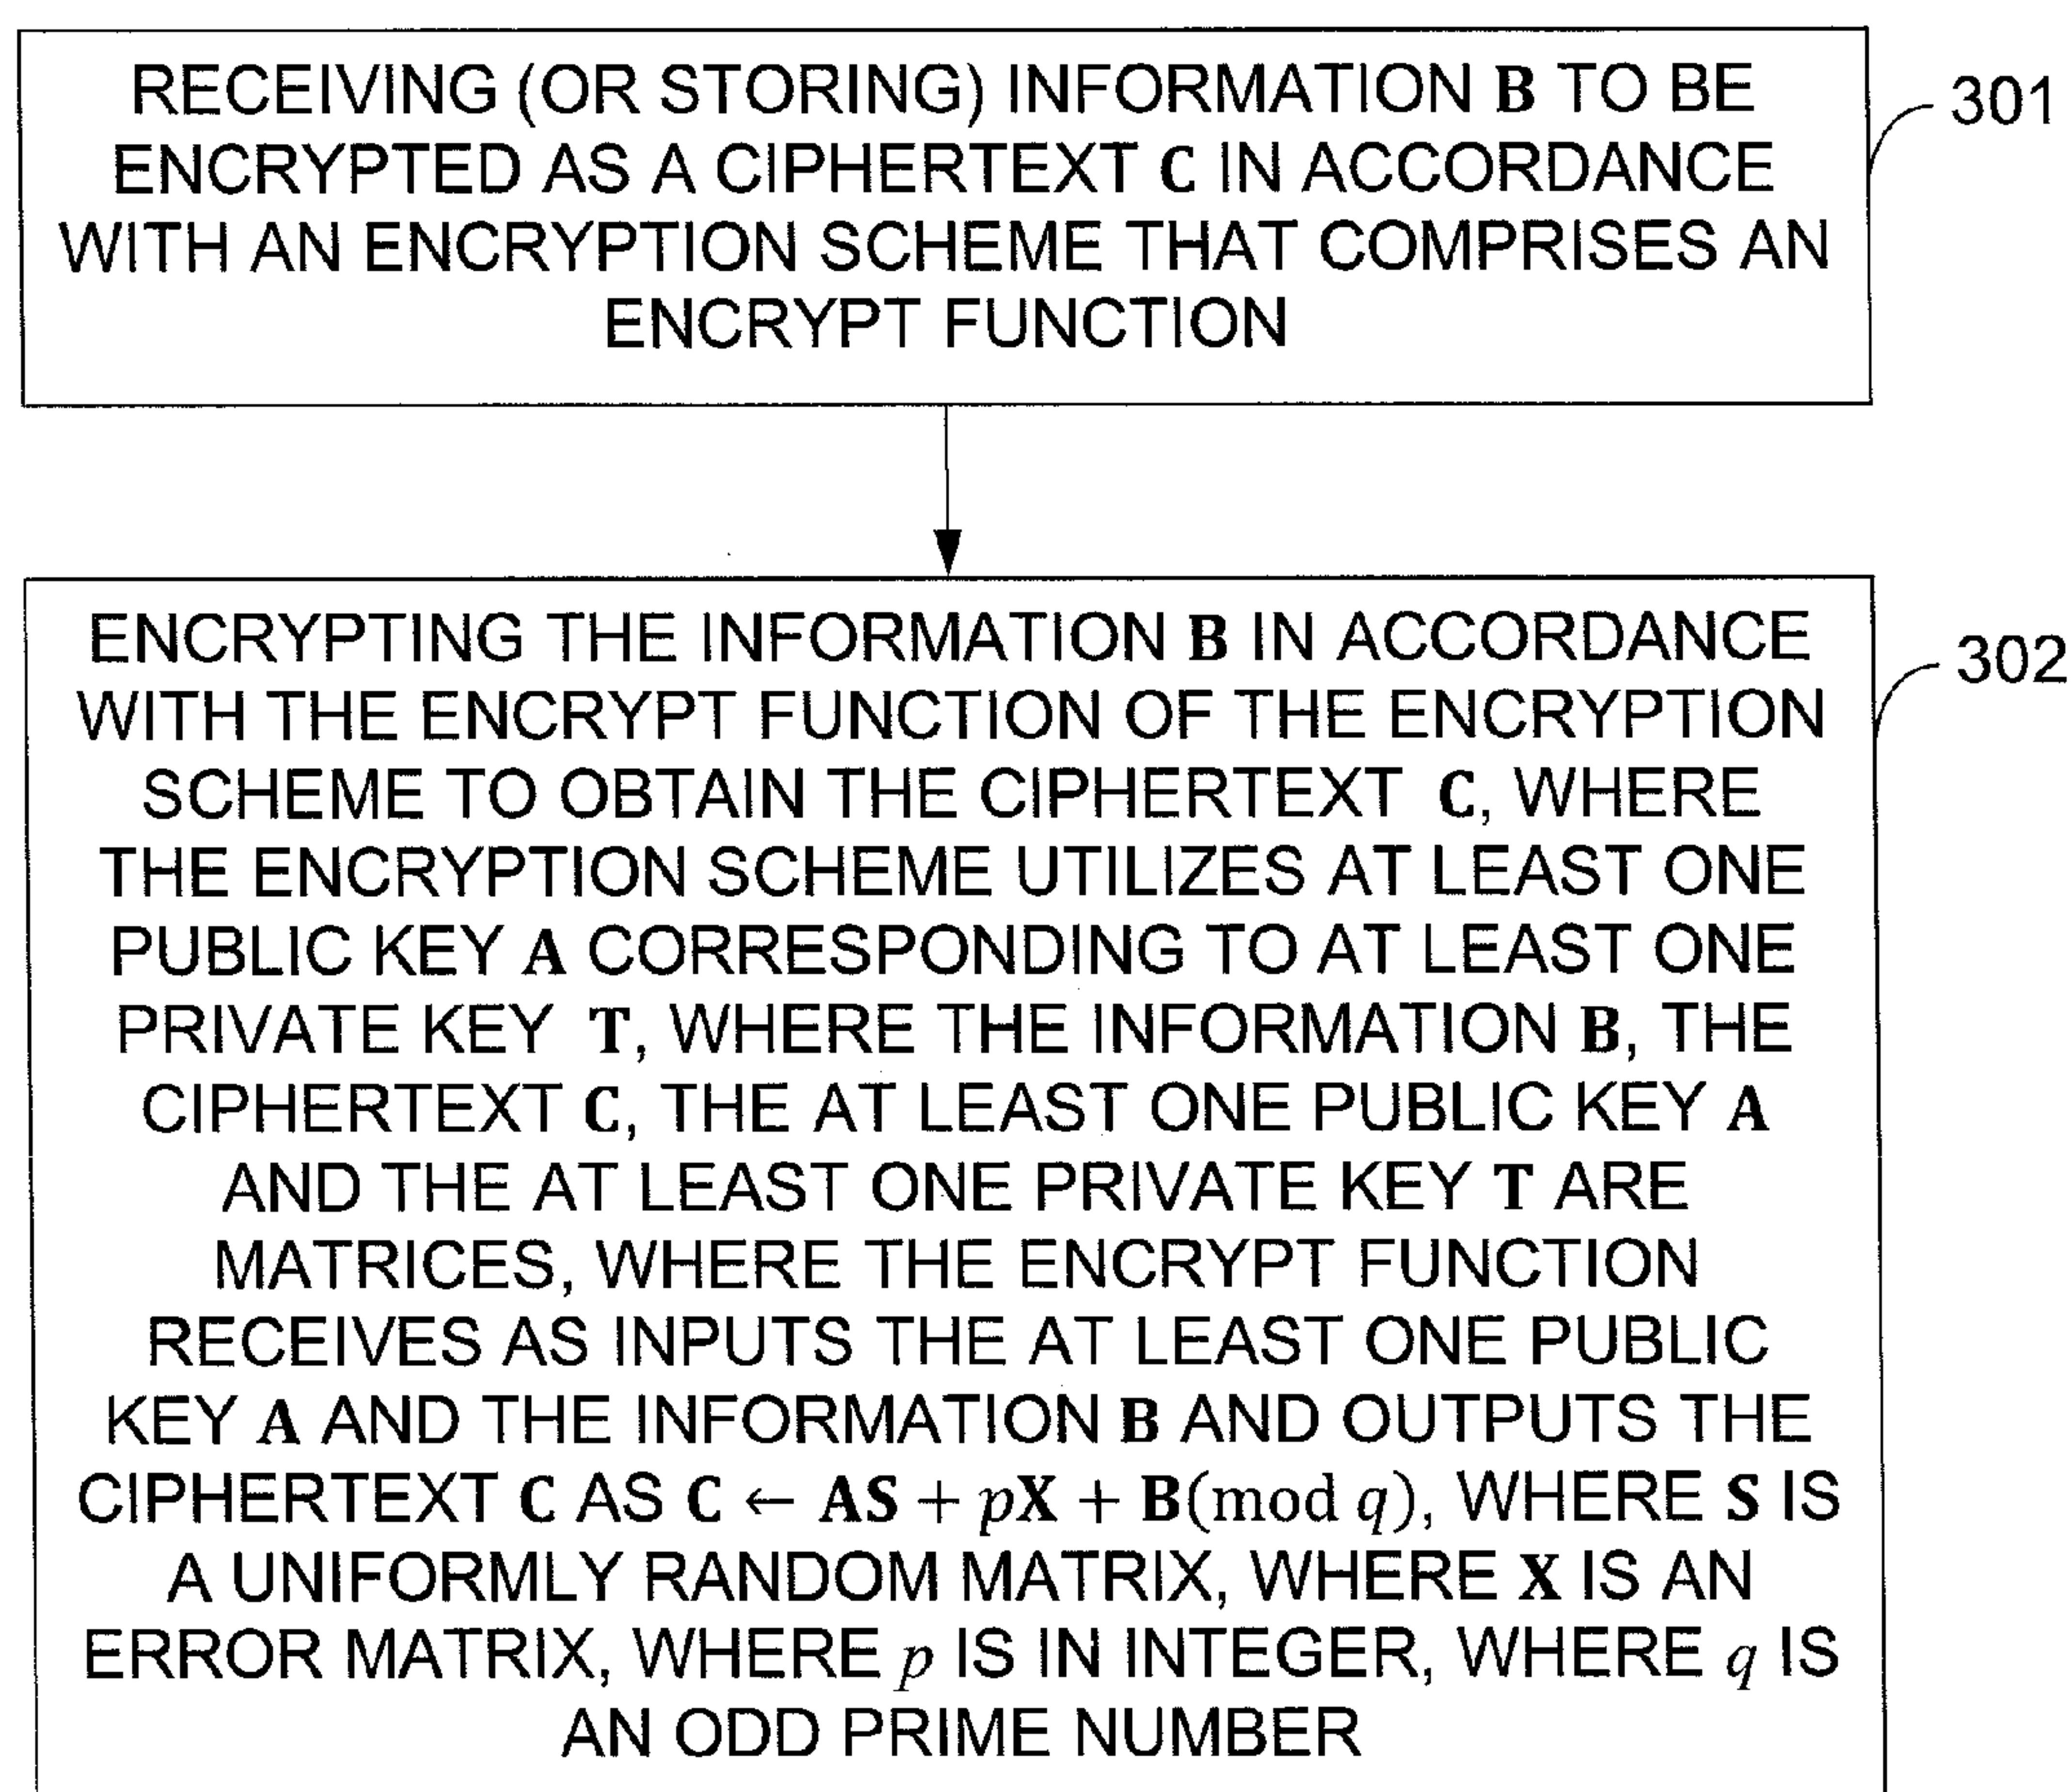 RECEIVING (OR STORING) INFORMATION B TO BE
ENCRYPTED AS A CIPHERTEXT C IN ACCORDANCE
WITH AN ENCRYPTION SCHEME THAT COMPRISES AN
ENCRYPT FUNCTION
301
ENCRYPTING THE INFORMATION B IN ACCORDANCE
WITH THE ENCRYPT FUNCTION OF THE ENCRYPTION
SCHEME TO OBTAIN THE CIPHERTEXT C, WHERE
THE ENCRYPTION SCHEME UTILIZES AT LEAST ONE
PUBLIC KEY A CORRESPONDING TO AT LEAST ONE
PRIVATE KEY T, WHERE THE INFORMATION B, THE
CIPHERTEXT C, THE AT LEAST ONE PUBLIC KEY A
AND THE AT LEAST ONE PRIVATE KEY T ARE
MATRICES, WHERE THE ENCRYPT FUNCTION
RECEIVES AS INPUTS THE AT LEAST ONE PUBLIC
KEY A AND THE INFORMATION B AND OUTPUTS THE
CIPHERTEXT C AS C ← AS + pX + B(mod q), WHERE S IS
A UNIFORMLY RANDOM MATRIX, WHERE X IS AN
ERROR MATRIX, WHERE p IS IN INTEGER, WHERE q IS
AN ODD PRIME NUMBER
302